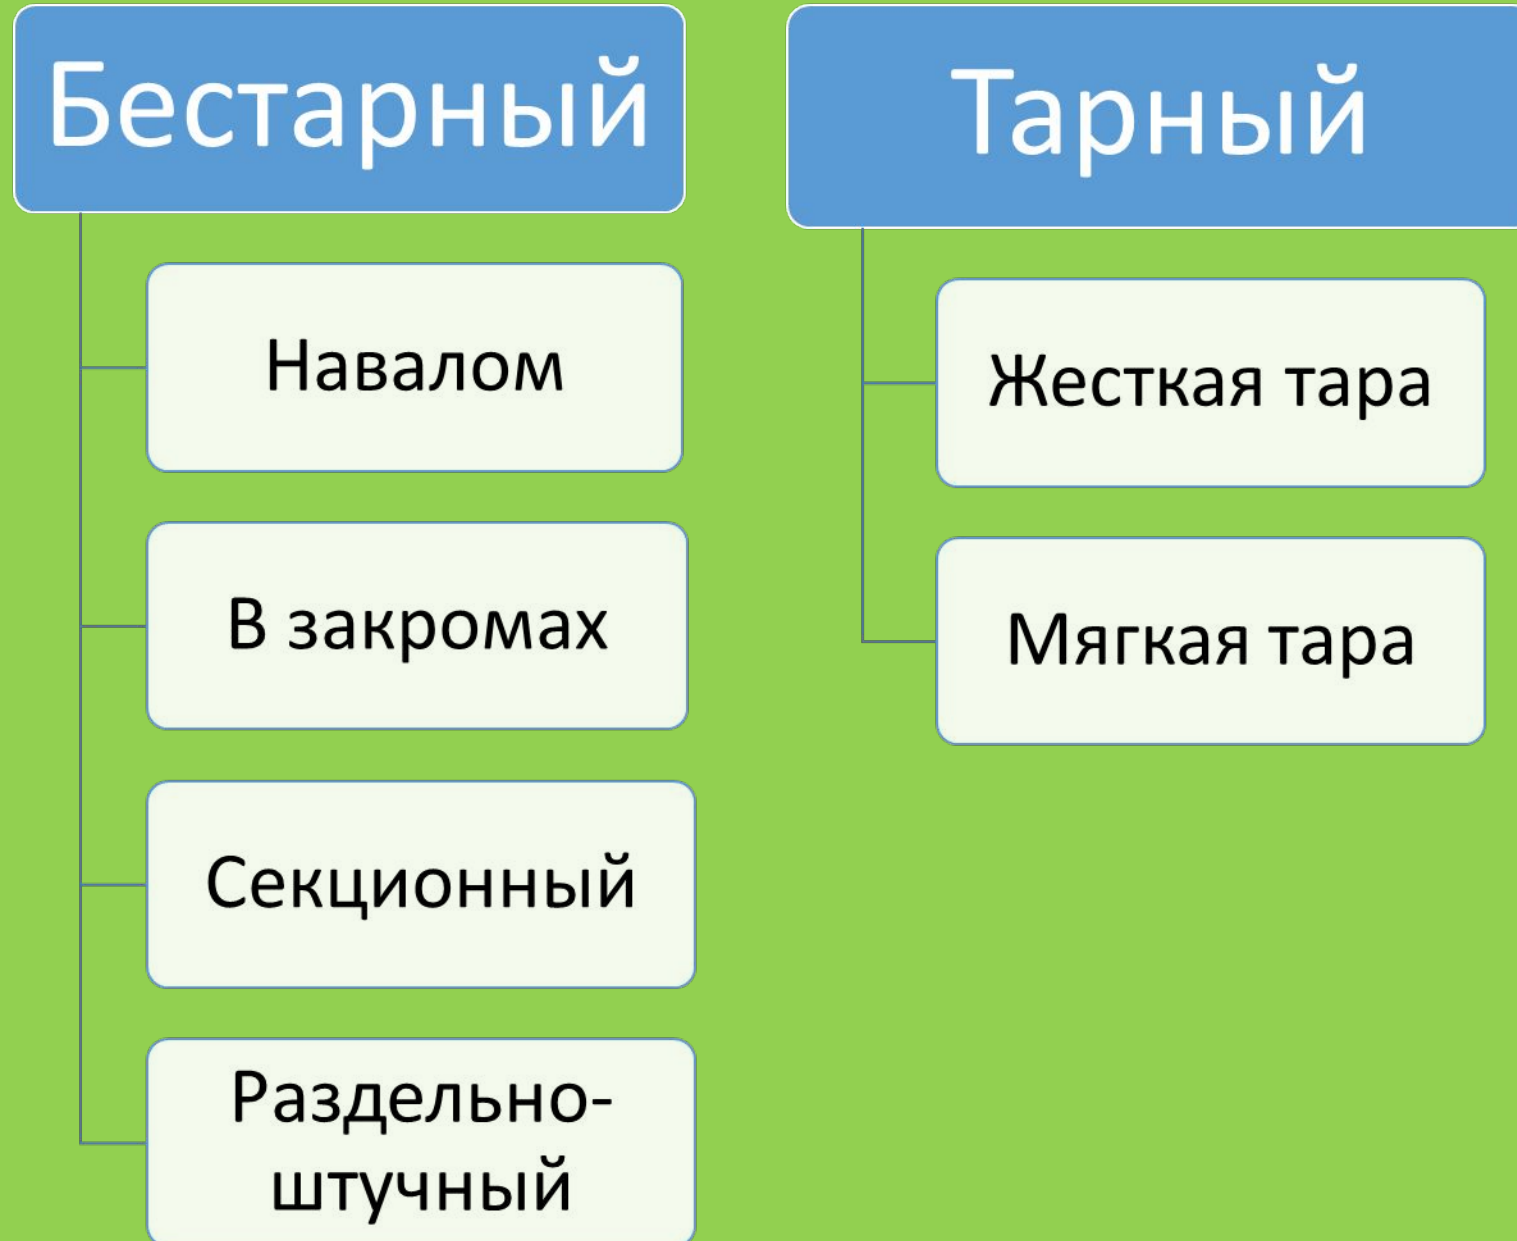 Бестарный
Навалом
В закромах
Секционный
Раздельно-
штучный
Тарный
Жесткая тара
Мягкая тара